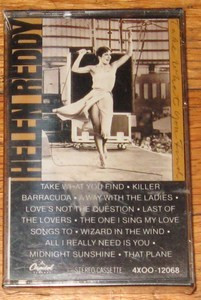 HELEN REDDY
TAKE WHAT YOU FIND • KILLER
BARRACUDA • AWAY WITH THE LADIES •
LOVE'S NOT THE QUESTION • LAST OF
THE LOVERS • THE ONE I SING MY LOVE
SONGS TO • WIZARD IN THE WIND •
ALL I REALLY NEED IS YOU •
MIDNIGHT SUNSHINE • THAT PLANE
Capitol
STEREO CASSETTE
4XOO-12068